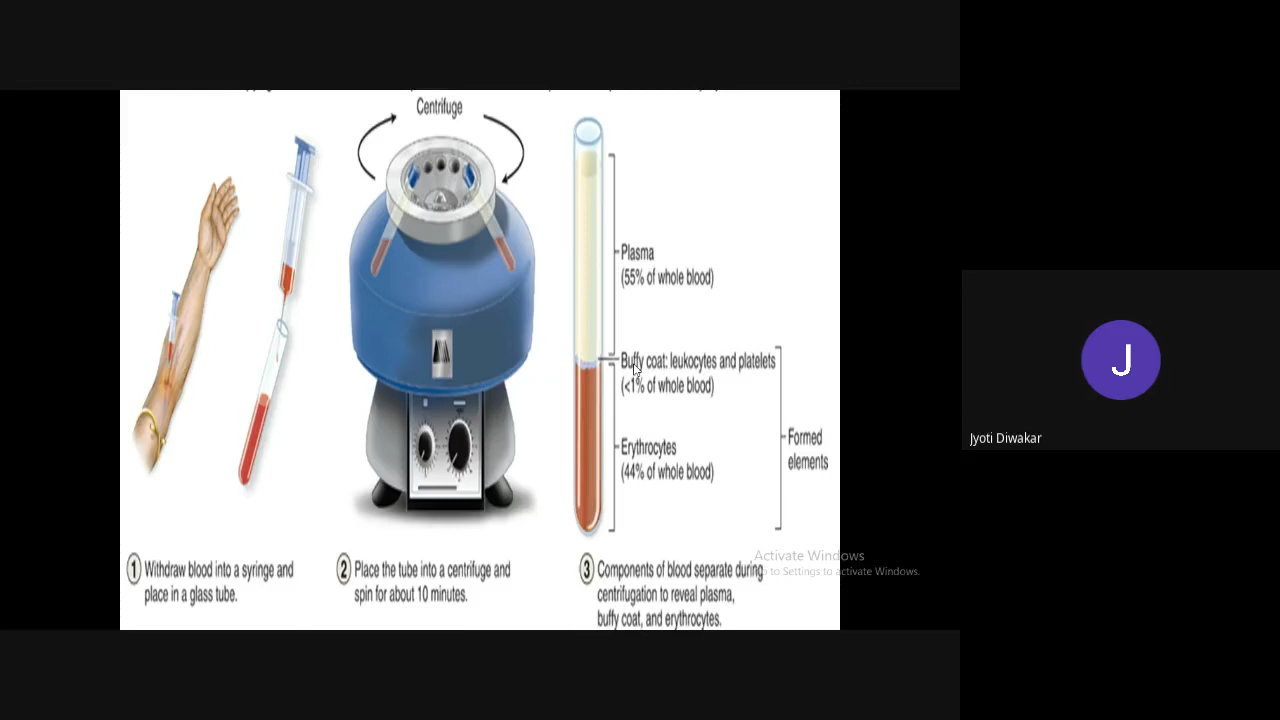 Centrifuge
Plasma
(55% of whole blood)
Buffy coat: leukocytes and platelets
(<1% of whole blood)
Erythrocytes
(44% of whole blood)
Formed
elements
1 Withdraw blood into a syringe and
place in a glass tube.
2 Place the tube into a centrifuge and
spin for about 10 minutes.
3 Components of blood separate during
centrifugation to reveal plasma,
buffy coat, and erythrocytes.
Activate Windows
to Settings to activate Windows.
J
Jyoti Diwakar